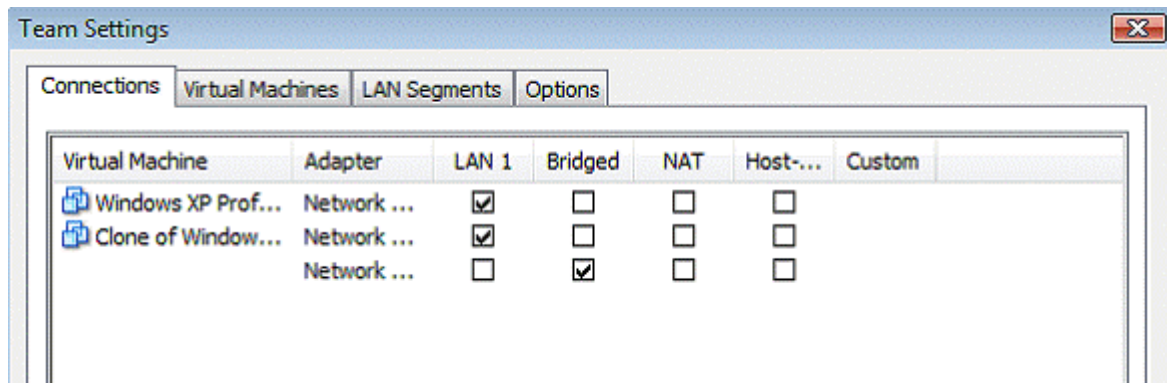 Team Settings
Connections Virtual Machines LAN Segments Options
Virtual Machine Adapter LAN 1 Bridged NAT Host-... Custom
Windows XP Prof... Network ...
Clone of Window... Network ...
Network ...